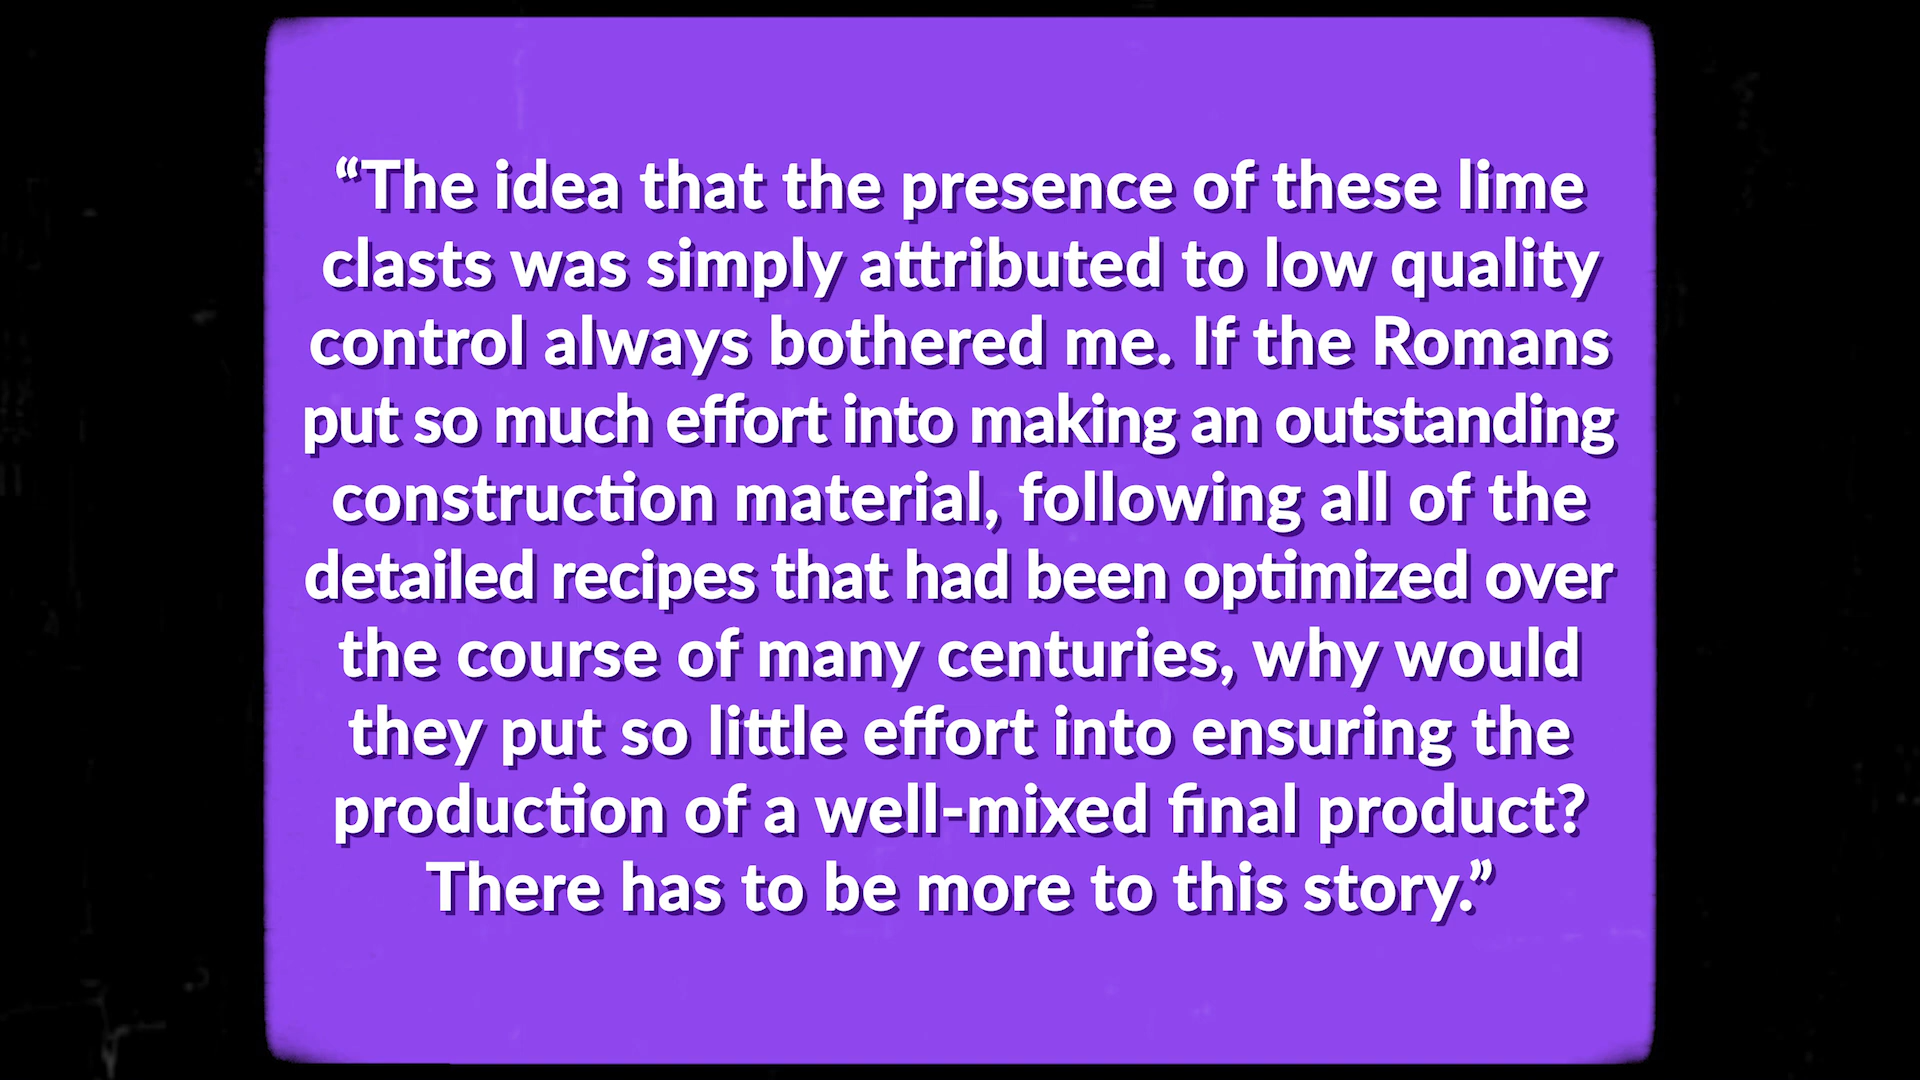 “The idea that the presence of these lime
clasts was simply attributed to low quality
control always bothered me. If the Romans
put so much effort into making an outstanding
construction material, following all of the
detailed recipes that had been optimized over
the course of many centuries, why would
they put so little effort into ensuring the
production of a well-mixed final product?
There has to be more to this story.”